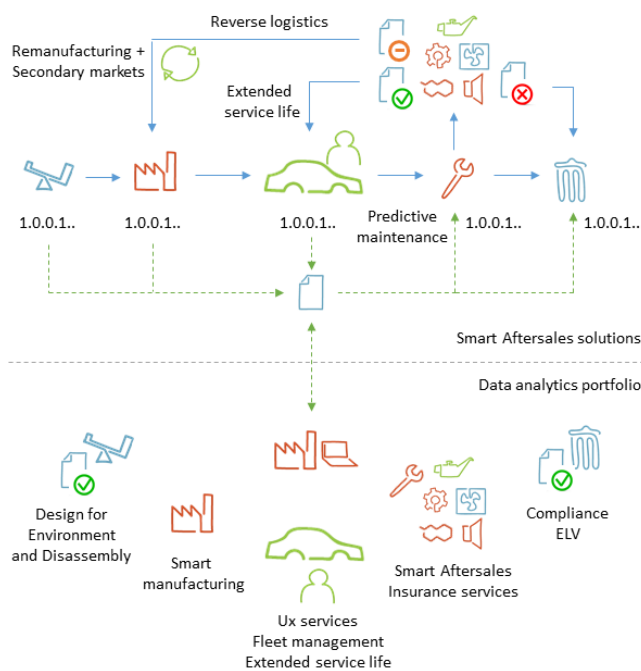 Reverse logistics
Remanufacturing +
Secondary markets
Extended
service life
1.0.0.1..
1.0.0.1..
1.0.0.1..
Predictive
maintenance
1.0.0.1..
1.0.0.1..
Smart Aftersales solutions
Data analytics portfolio
Design for
Environment
and Disassembly
Smart
manufacturing
Ux services
Fleet management
Extended service life
Smart Aftersales
Insurance services
Compliance
ELV